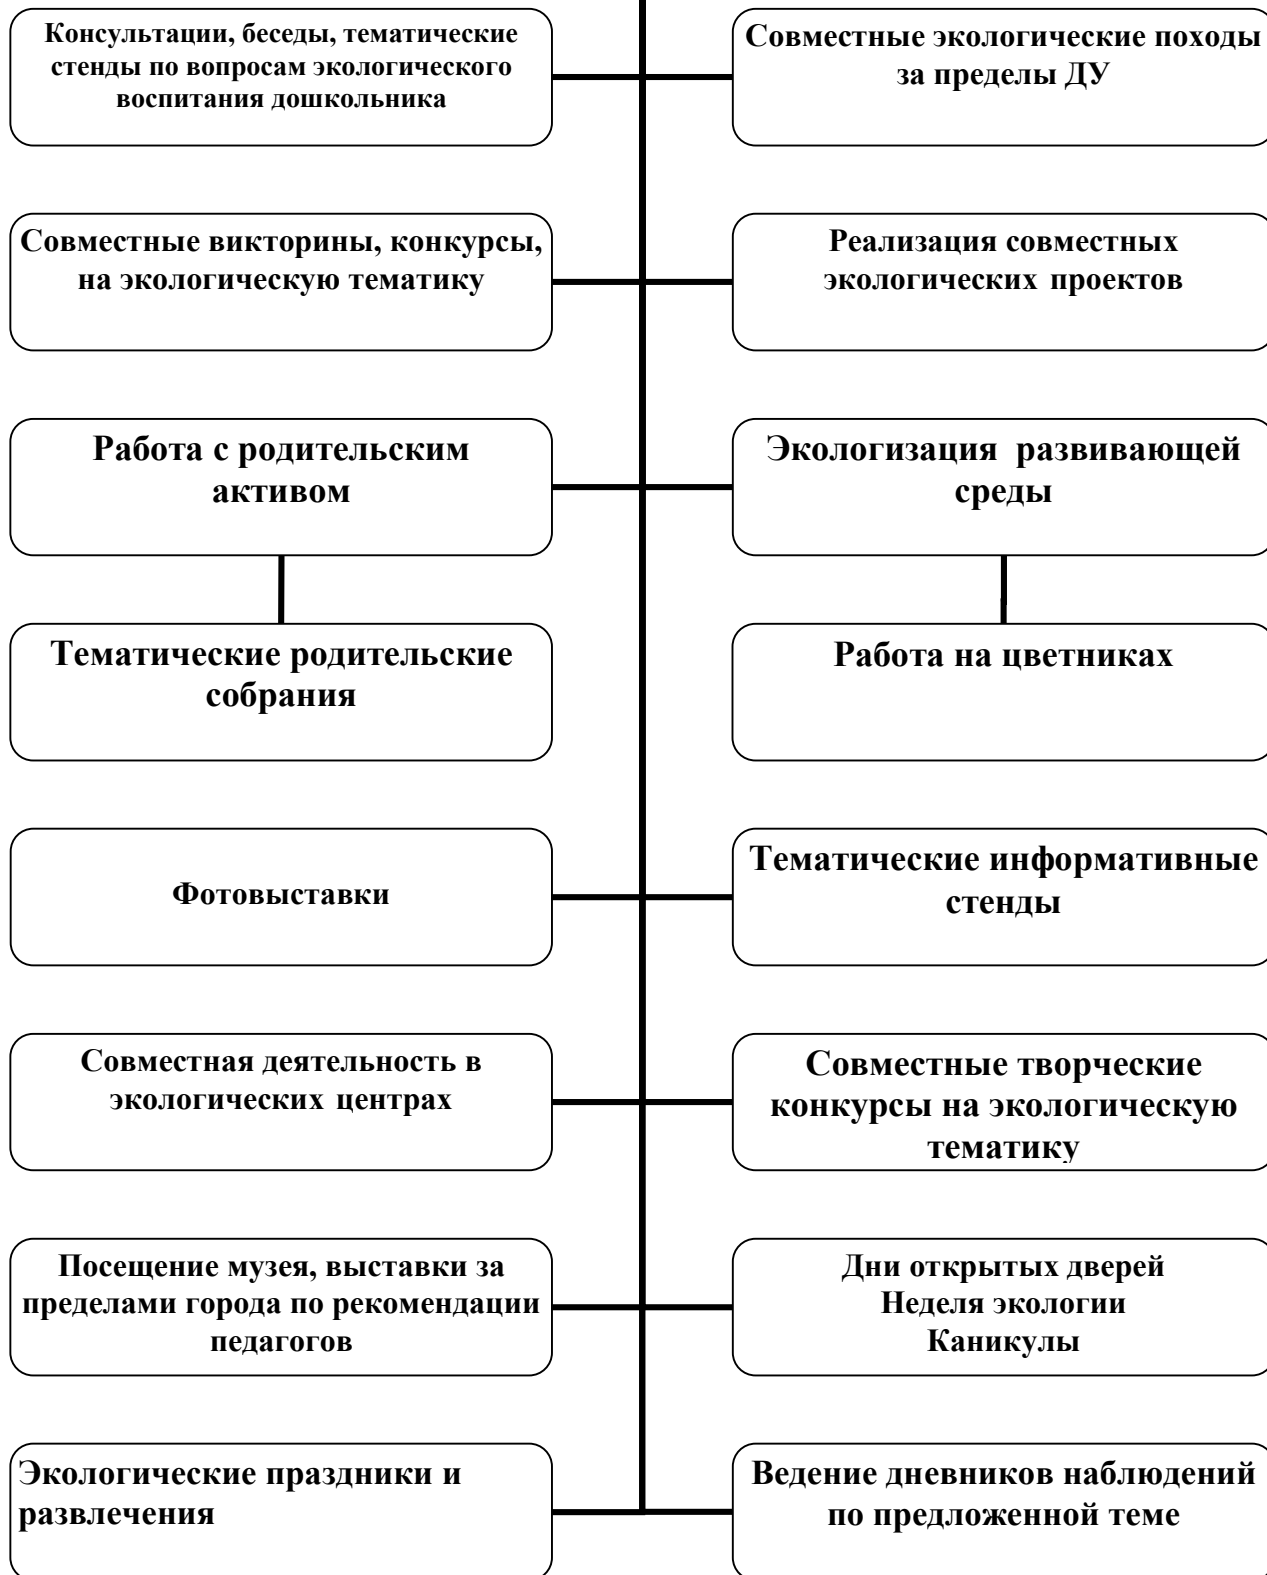 Консультации, беседы, тематические
стенды по вопросам экологического
воспитания дошкольника
Совместные экологические походы
за пределы ДУ
Совместные викторины, конкурсы,
на экологическую тематику
Реализация совместных
экологических проектов
Работа с родительским
активом
Экологизация развивающей
среды
Тематические родительские
собрания
Работа на цветниках
Фотовыставки
Тематические информативные
стенды
Совместная деятельность в
экологических центрах
Совместные творческие
конкурсы на экологическую
тематику
Посещение музея, выставки за
пределами города по рекомендации
педагогов
Дни открытых дверей
Неделя экологии
Каникулы
Экологические праздники и
развлечения
Ведение дневников наблюдений
по предложенной теме